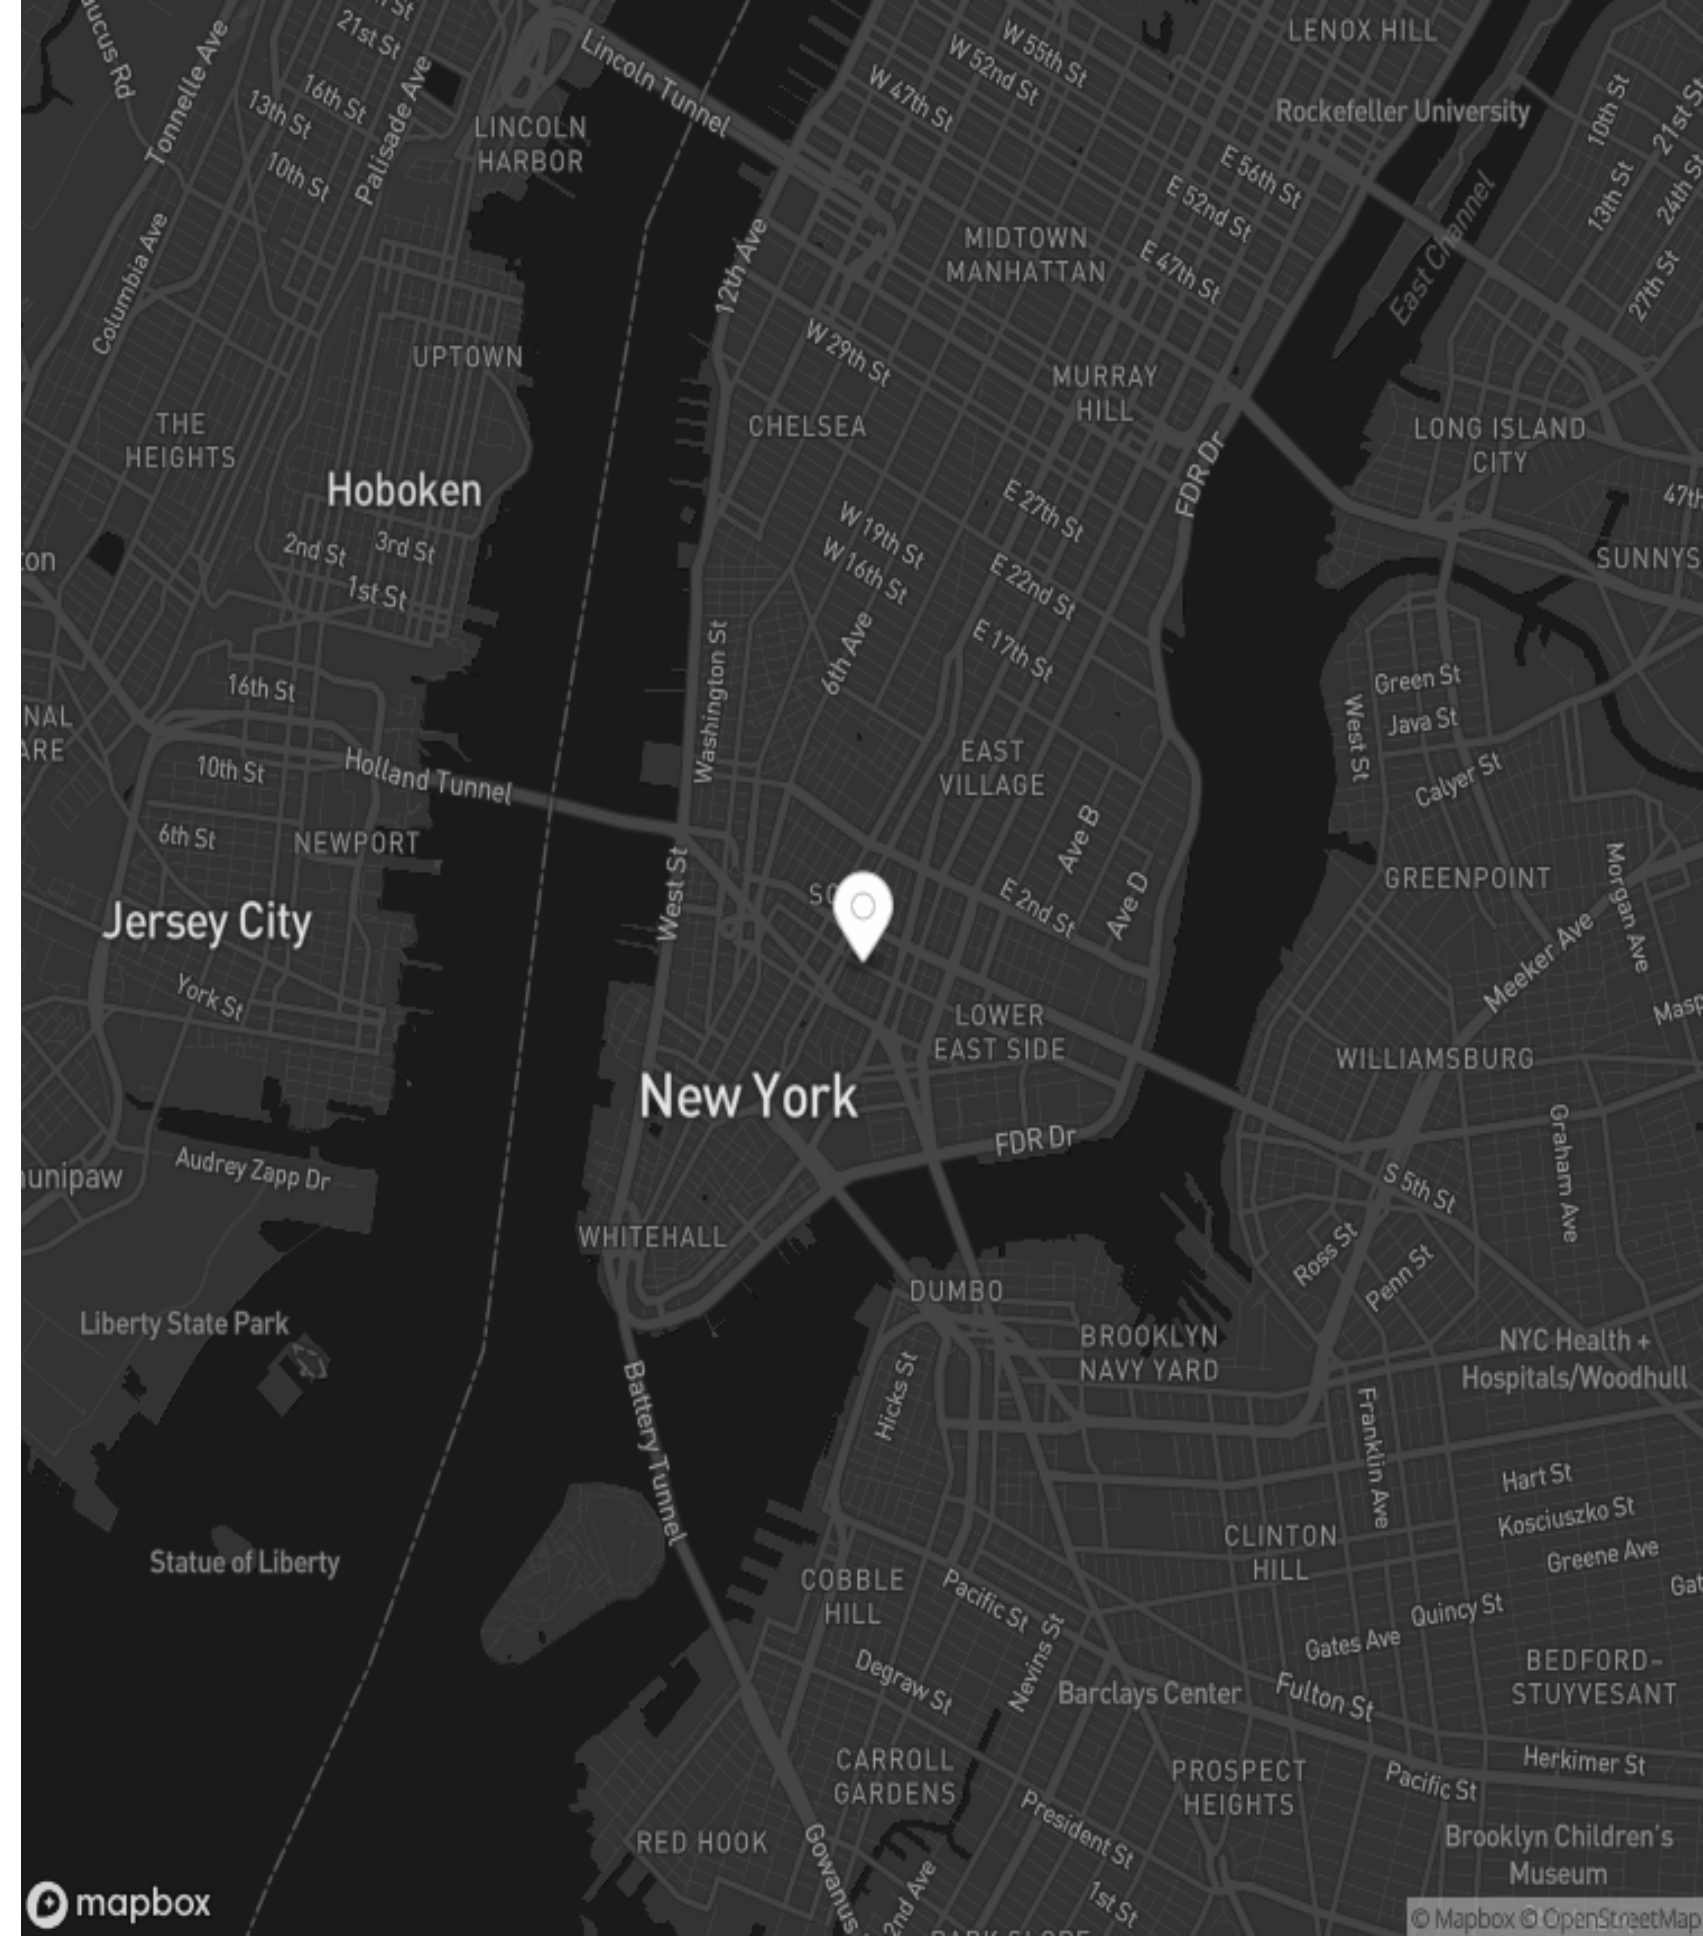 21st St
Lincoln Tunnel
W 55th St
W 52nd St
W 47th St
LENOX HILL
Tonnelle Ave
16th St
13th St
10th St
Palisade Ave
LINCOLN
HARBOR
Rockefeller University
10th St
13th St
27th St
E 56th St
E 52nd St
E 47th St
East Channel
Columbia Ave
12th Ave
MIDTOWN
MANHATTAN
UPTOWN
W 29th St
MURRAY
HILL
THE
HEIGHTS
CHELSEA
LONG ISLAND
CITY
Hoboken
FDR Dr
E 27th St
W 19th St
W 16th St
E 22nd St
E 17th St
2nd St
3rd St
1st St
6th Ave
Washington St
16th St
Green St
Java St
West St
Calyer St
EAST
VILLAGE
Holland Tunnel
10th St
6th St
NEWPORT
Ave B
Ave D
E 2nd St
West St
GREENPOINT
Morgan Ave
Meeker Ave
Jersey City
York St
LOWER
EAST SIDE
WILLIAMSBURG
New York
FDR Dr
Graham Ave
Audrey Zapp Dr
S 5th St
WHITEHALL
Ross St
Penn St
DUMBO
Liberty State Park
BROOKLYN
NAVY YARD
NYC Health +
Hospitals/Woodhull
Hicks St
Battery Tunnel
Franklin Ave
Hart St
Kosciuszko St
Greene Ave
Statue of Liberty
CLINTON
HILL
COBBLE
HILL
Pacific St
Quincy St
Gates Ave
Nevins St
Degraw St
Barclays Center
Fulton St
BEDFORD-
STUYVESANT
CARROLL
GARDENS
PROSPECT
HEIGHTS
Herkimer St
Pacific St
President St
RED HOOK
Gowanus
2nd Ave
1st St
Brooklyn Children's
Museum
mapbox
© Mapbox © OpenStreetMap